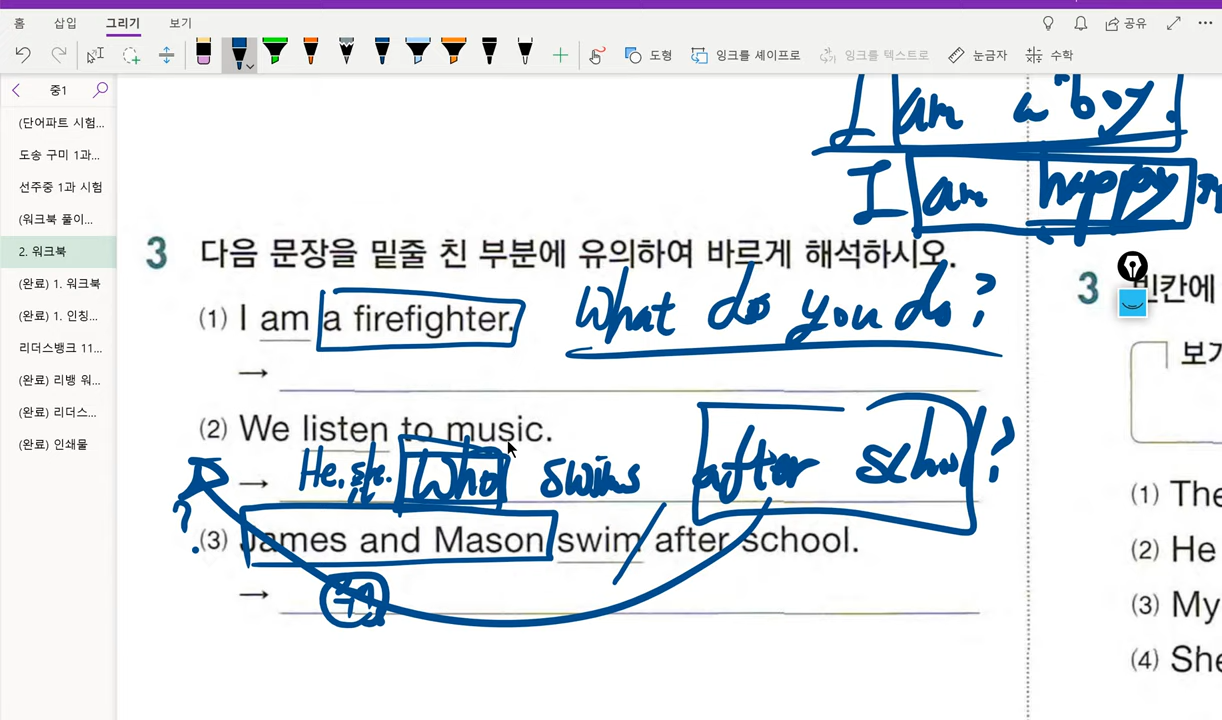 홈 삽입 그리기 보기
공유
도형 잉크를 셰이프로 잉크를 텍스트로 눈금자 수학
중1
(단어파트 시험...
도송 구미 1과...
선주중 1과 시험
(워크북 풀이...
2. 워크북
(완료) 1. 워크북
(완료) 1. 인칭...
리더스뱅크 11...
(완료) 리뱅 워...
(완료) 리더스...
(완료) 인쇄물
I am a boy.
I am happy
3 다음 문장을 밑줄 친 부분에 유의하여 바르게 해석하시오.
(1) I am a firefighter.
What do you do?
→
(2) We listen to music.
→ He, she. Who swims after school?
?
(3) James and Mason swim after school.
→
3 빈칸에
보기
(1) The
(2) He
(3) My
(4) She